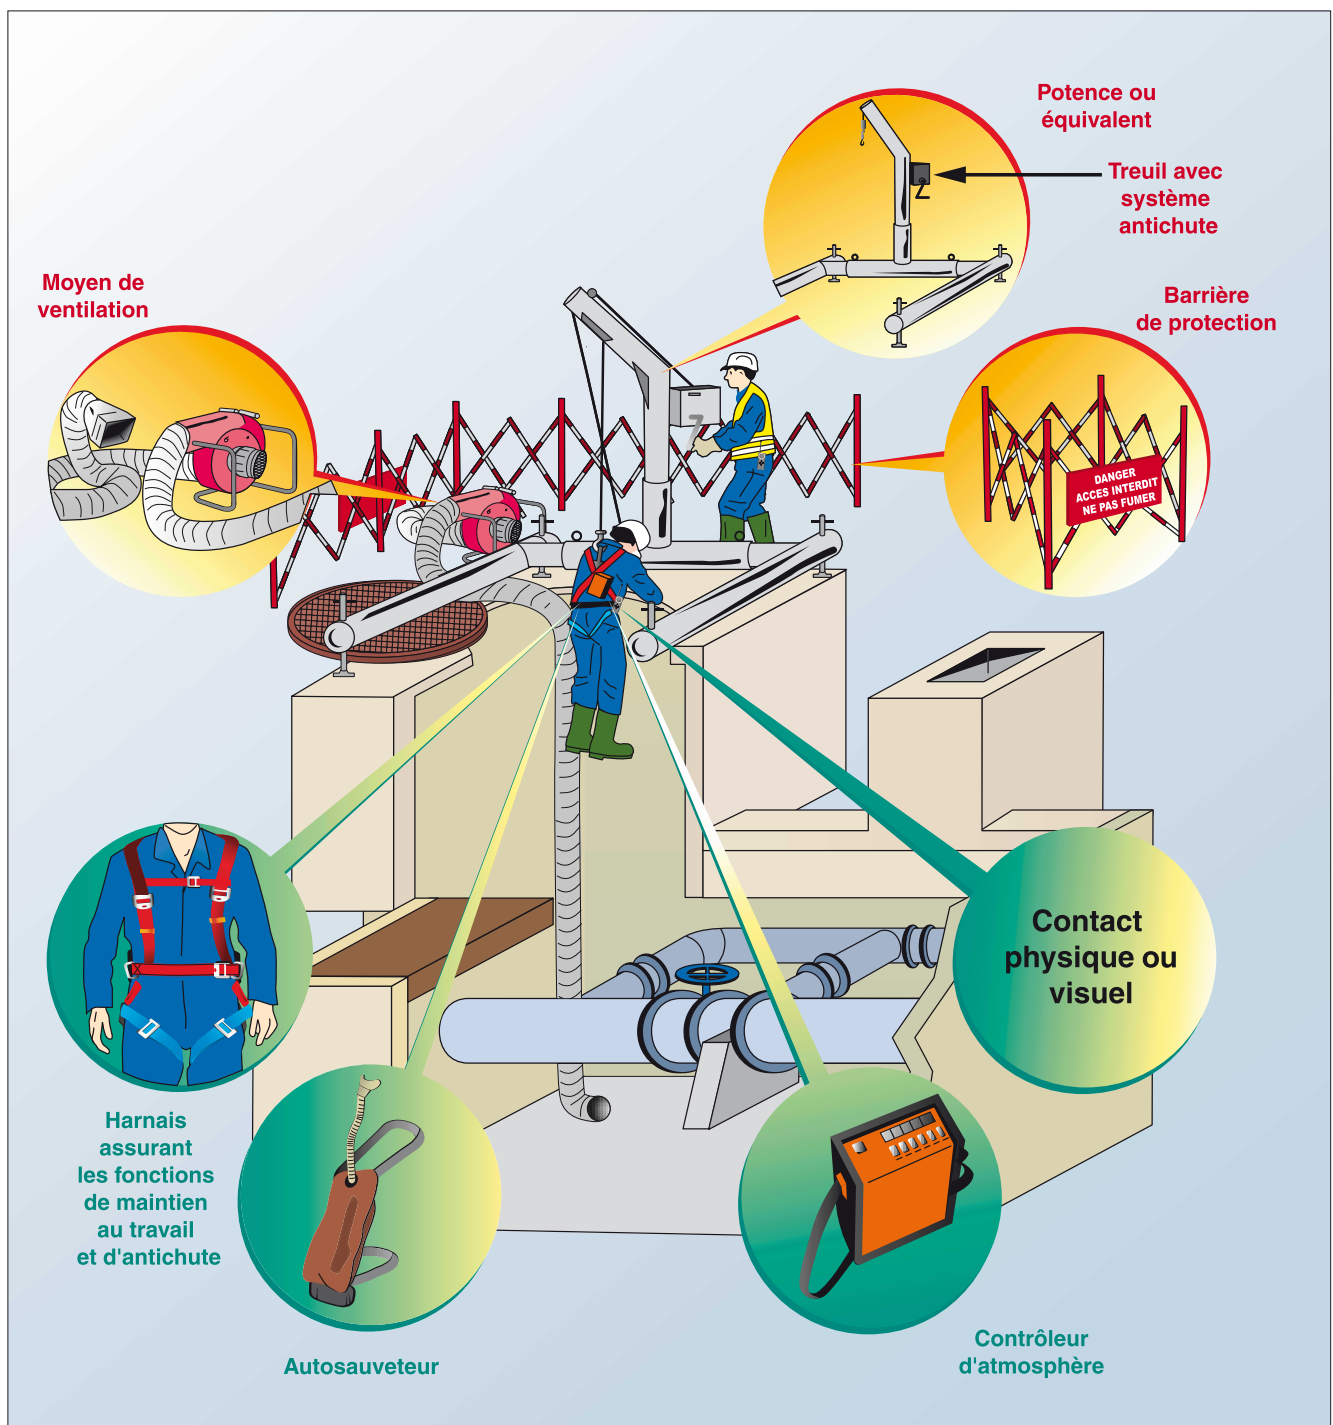 Potence ou
équivalent
Treuil avec
système
antichute
Moyen de
ventilation
Barrière
de protection
DANGER
ACCES INTERDIT
NE PAS FUMER
Contact
physique ou
visuel
Harnais
assurant
les fonctions
de maintien
au travail
et d'antichute
Autosauveteur
Contrôleur
d'atmosphère